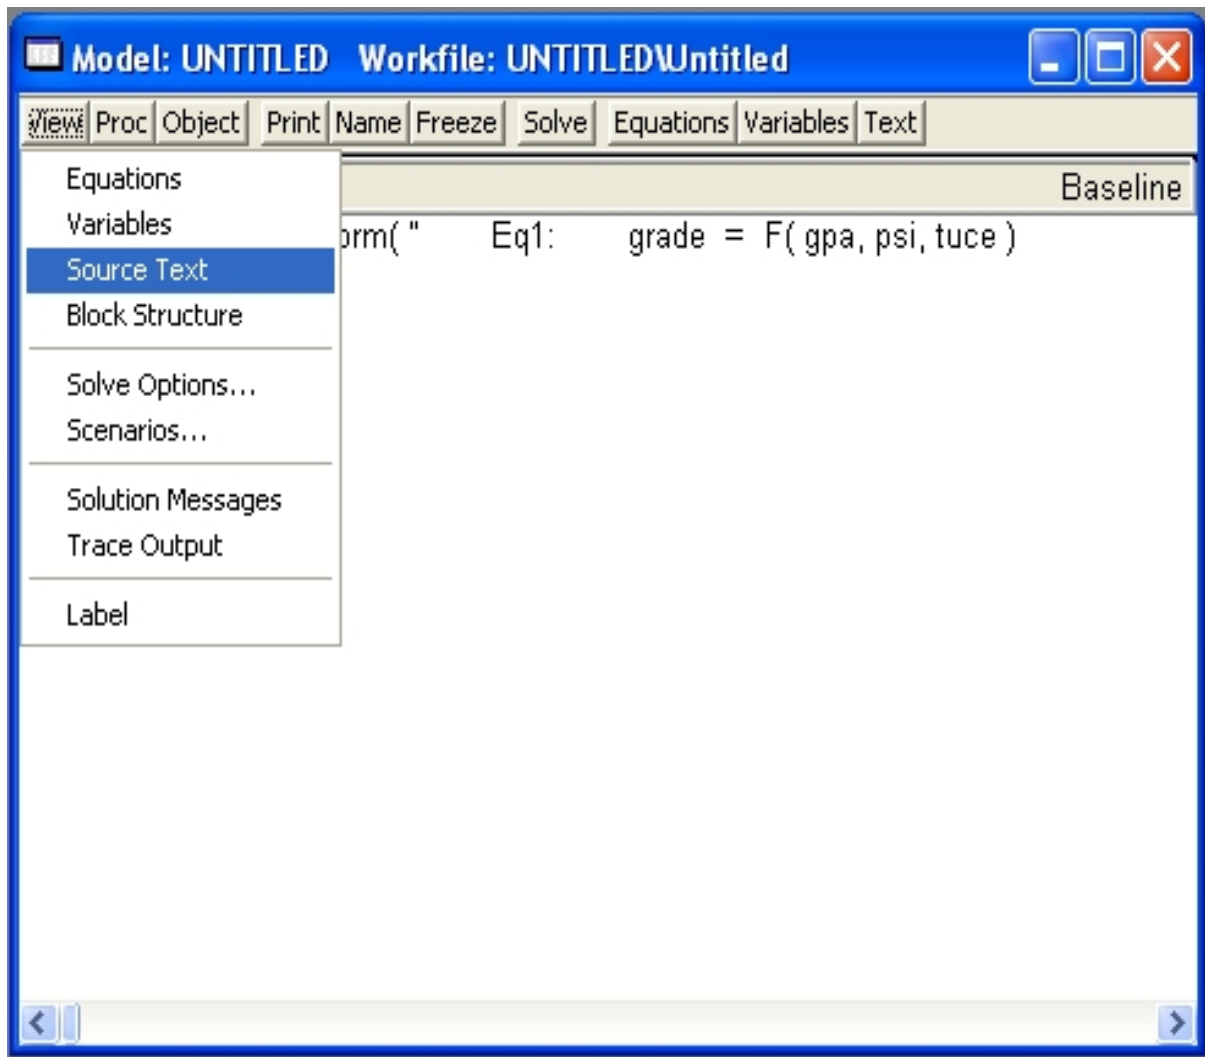 Model: UNTITLED Workfile: UNTITLED\Untitled
View Proc Object Print Name Freeze Solve Equations Variables Text
Baseline
Equations
Variables
orm( " Eq1: grade = F( gpa, psi, tuce )
Source Text
Block Structure
Solve Options...
Scenarios...
Solution Messages
Trace Output
Label